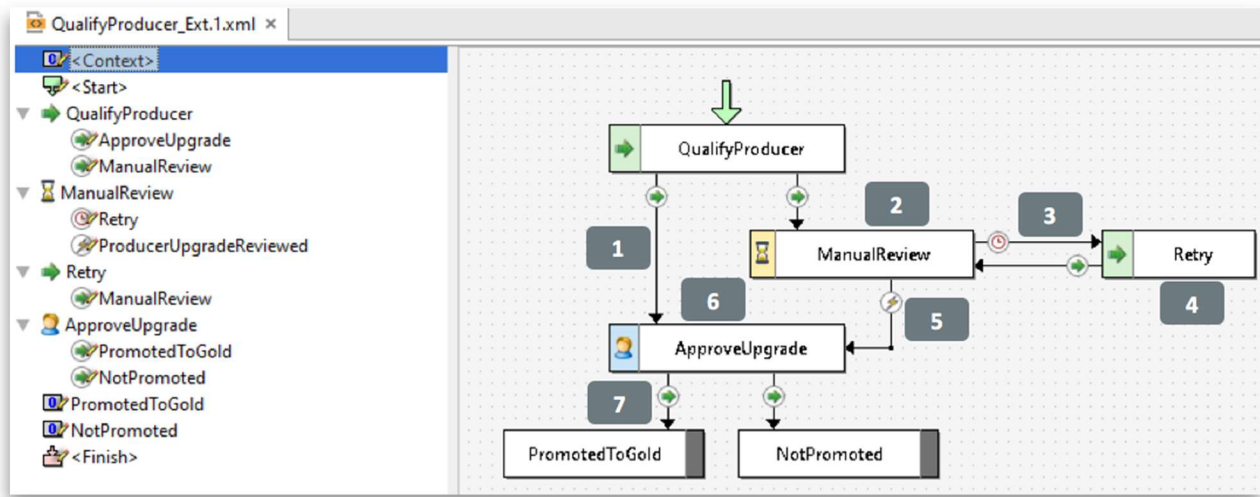 QualifyProducer_Ext.1.xml
<Context>
<Start>
QualifyProducer
ApproveUpgrade
ManualReview
ManualReview
Retry
ProducerUpgradeReviewed
Retry
ManualReview
ApproveUpgrade
PromotedToGold
NotPromoted
PromotedToGold
NotPromoted
<Finish>
QualifyProducer
1
2
3
ManualReview
Retry
4
5
6
ApproveUpgrade
7
PromotedToGold
NotPromoted